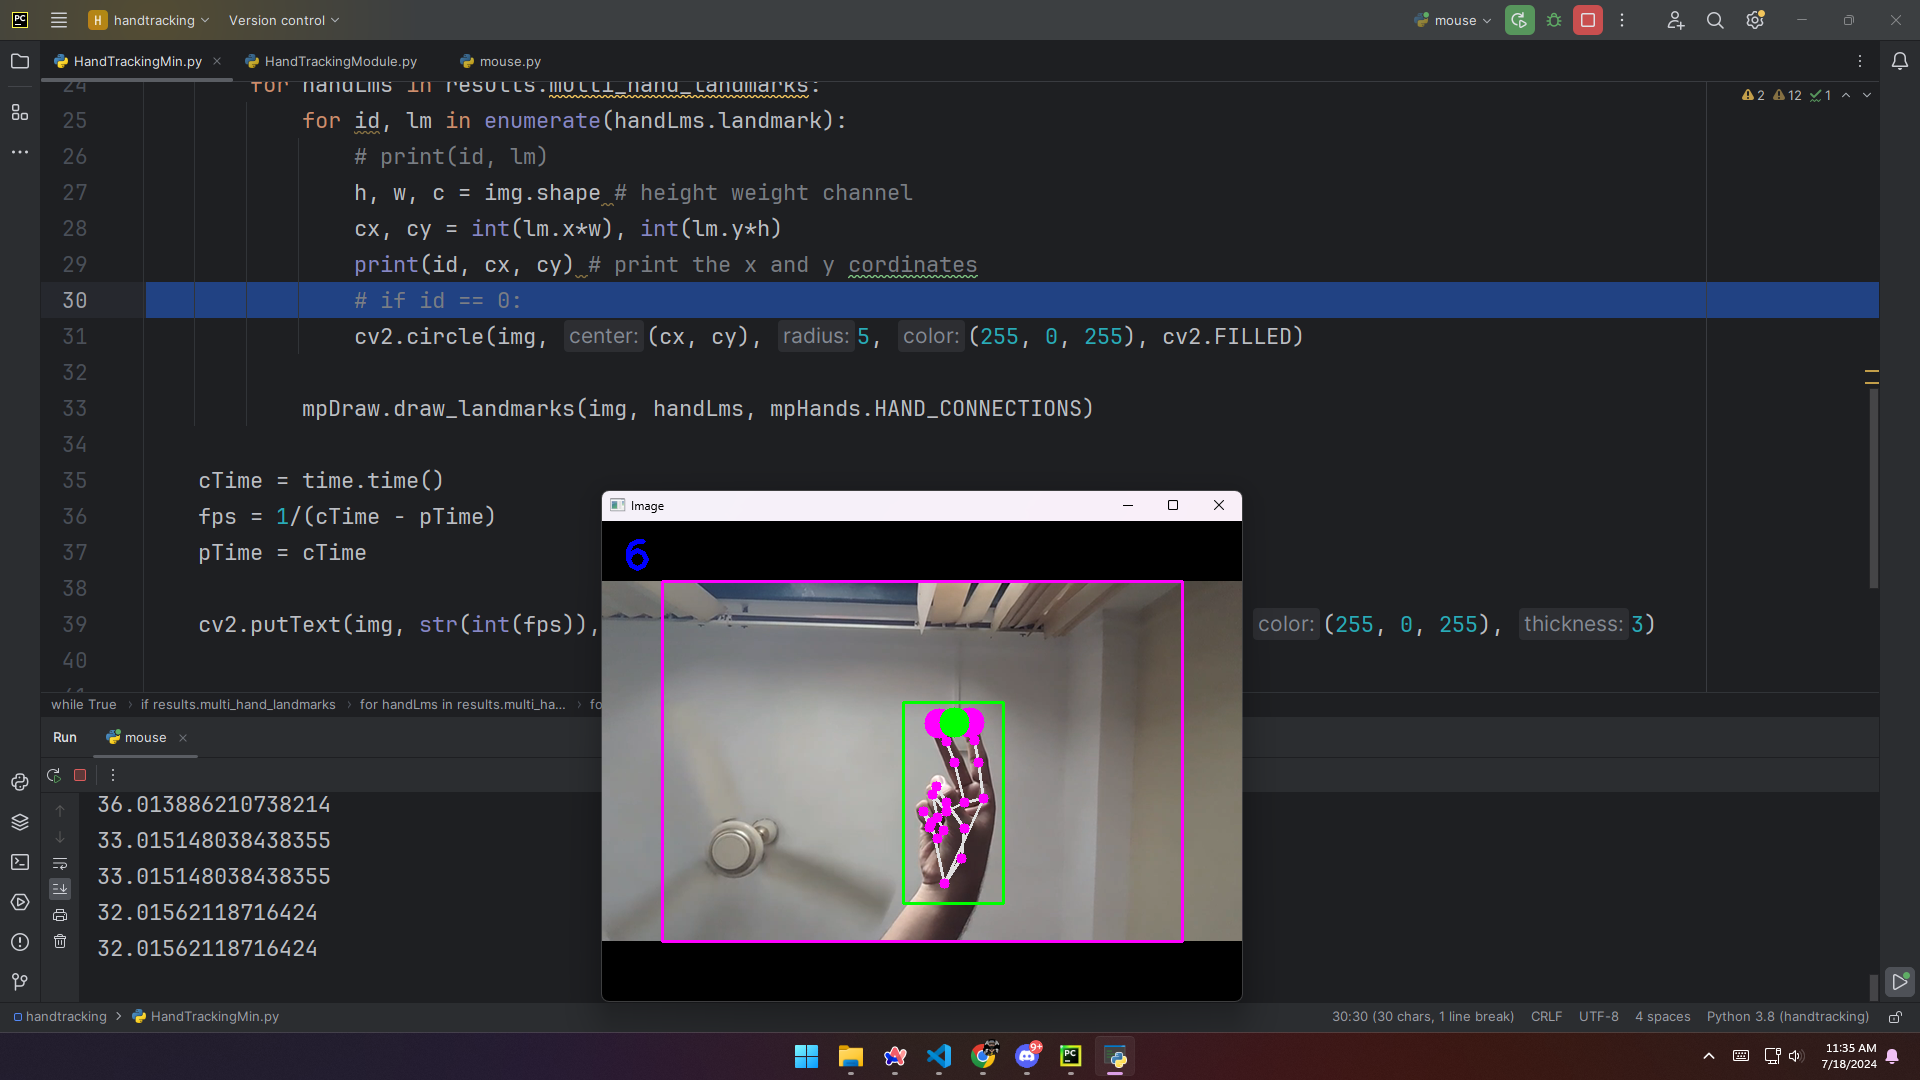 PC H handtracking Version control mouse
HandTrackingMin.py HandTrackingModule.py mouse.py
24 for handLms in results.multi_hand_landmarks: 2 12 1
25 for id, lm in enumerate(handLms.landmark):
26 # print(id, lm)
27 h, w, c = img.shape # height weight channel
28 cx, cy = int(lm.x*w), int(lm.y*h)
29 print(id, cx, cy) # print the x and y cordinates
30 # if id == 0:
31 cv2.circle(img, center: (cx, cy), radius: 5, color: (255, 0, 255), cv2.FILLED)
32
33 mpDraw.draw_landmarks(img, handLms, mpHands.HAND_CONNECTIONS)
34
35 cTime = time.time()
36 fps = 1/(cTime - pTime)
37 pTime = cTime
38
39 cv2.putText(img, str(int(fps)), color: (255, 0, 255), thickness: 3)
40
Image
6
while True › if results.multi_hand_landmarks › for handLms in results.multi_ha... › fo
Run mouse
36.013886210738214
33.015148038438355
33.015148038438355
32.01562118716424
32.01562118716424
handtracking > HandTrackingMin.py 30:30 (30 chars, 1 line break) CRLF UTF-8 4 spaces Python 3.8 (handtracking)
9+ PC 11:35 AM
7/18/2024